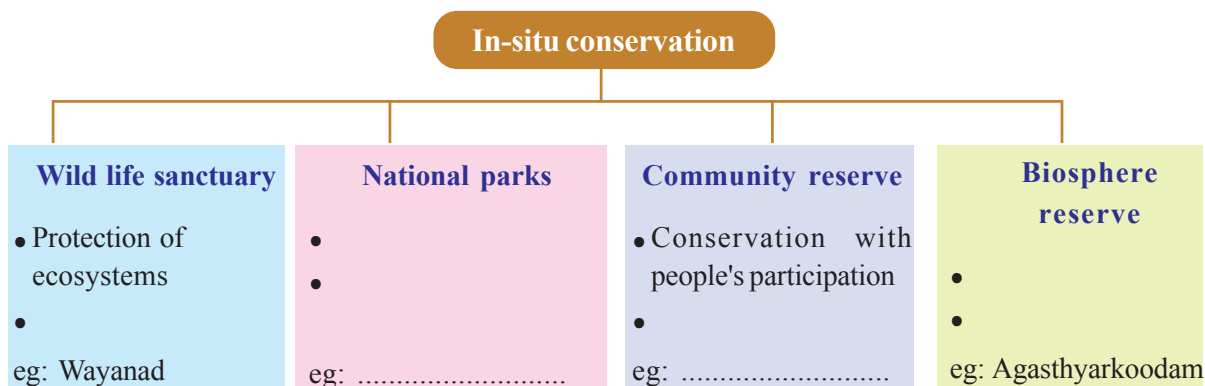 In-situ conservation
Wild life sanctuary
• Protection of
ecosystems
•
eg: Wayanad
National parks
•
•
eg: ..........................
Community reserve
• Conservation with
people's participation
•
eg: ..........................
Biosphere
reserve
•
•
eg: Agasthyarkoodam